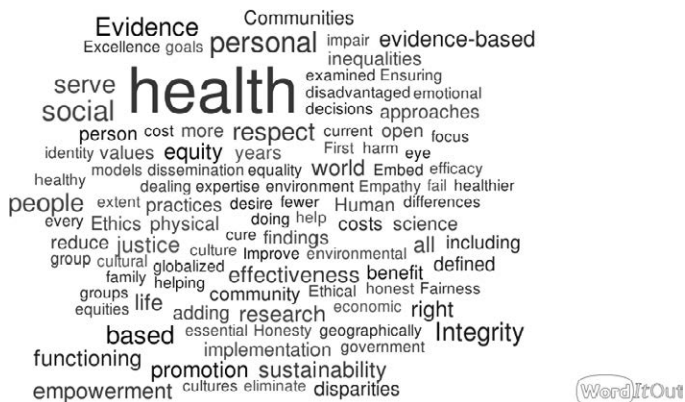 Communities
Evidence
Excellence goals personal impair evidence-based
inequalities
serve health examined Ensuring
disadvantaged emotional
social decisions approaches
person cost more respect current open focus
identity values equity years First harm eye
models dissemination equality world Embed efficacy
healthy dealing expertise environment Empathy fail healthier
people extent practices desire fewer Human differences
every Ethics physical doing help costs science
reduce justice culture cure findings Improve environmental all including
group cultural globalized effectiveness benefit defined
family helping
groups community Ethical honest Fairness
equities life adding research economic right
based essential Honesty geographically Integrity
functioning implementation government
promotion sustainability
empowerment cultures eliminate disparities
WordItOut